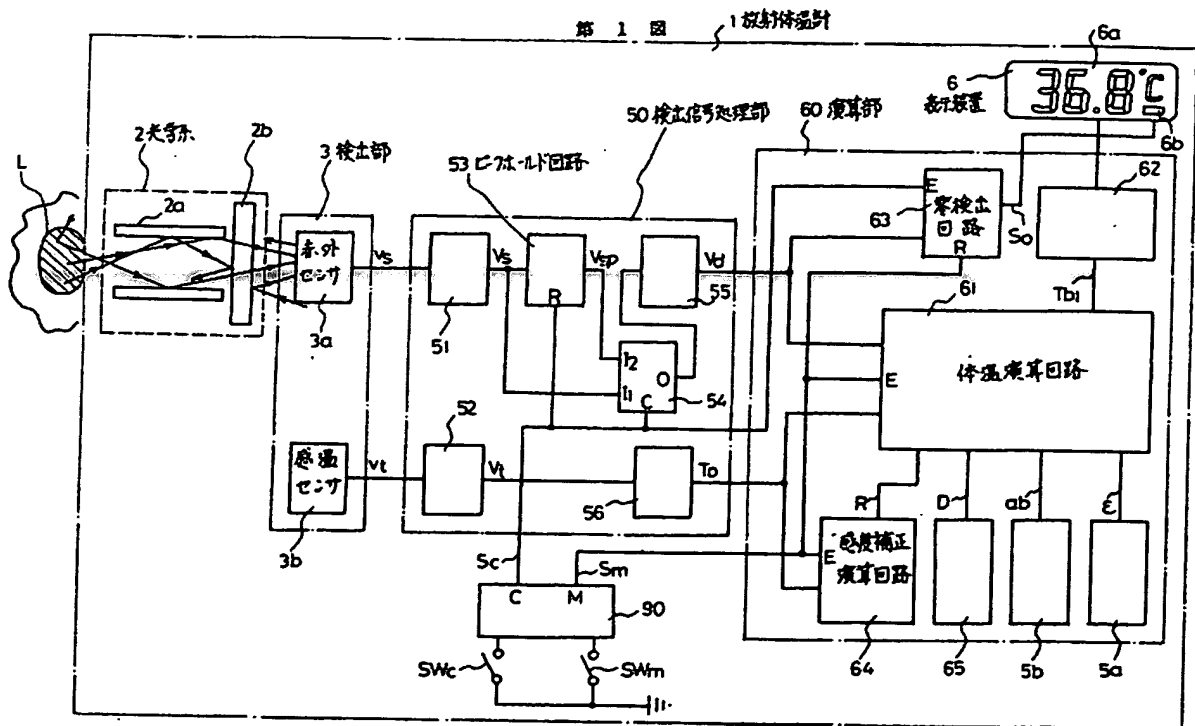 第 1 図
1 放射体温計
6a
36.8℃
6
表示装置
6b
2 光学系
2b
2a
L
3 検出部
赤外
センサ
3a
vs
50 検出信号処理部
53 ピークホールド回路
51
Vs
R
Vsp
55
Vd
I2
I1
O
C
54
60 演算部
E
零検出
回路
R
63
So
62
Tb1
61
E
体温演算回路
感温
センサ
3b
vt
52
Vt
56
To
Sc
Sm
C
M
90
SWc
SWm
R
D
ab
ε
E
感度補正
演算回路
64
65
5b
5a